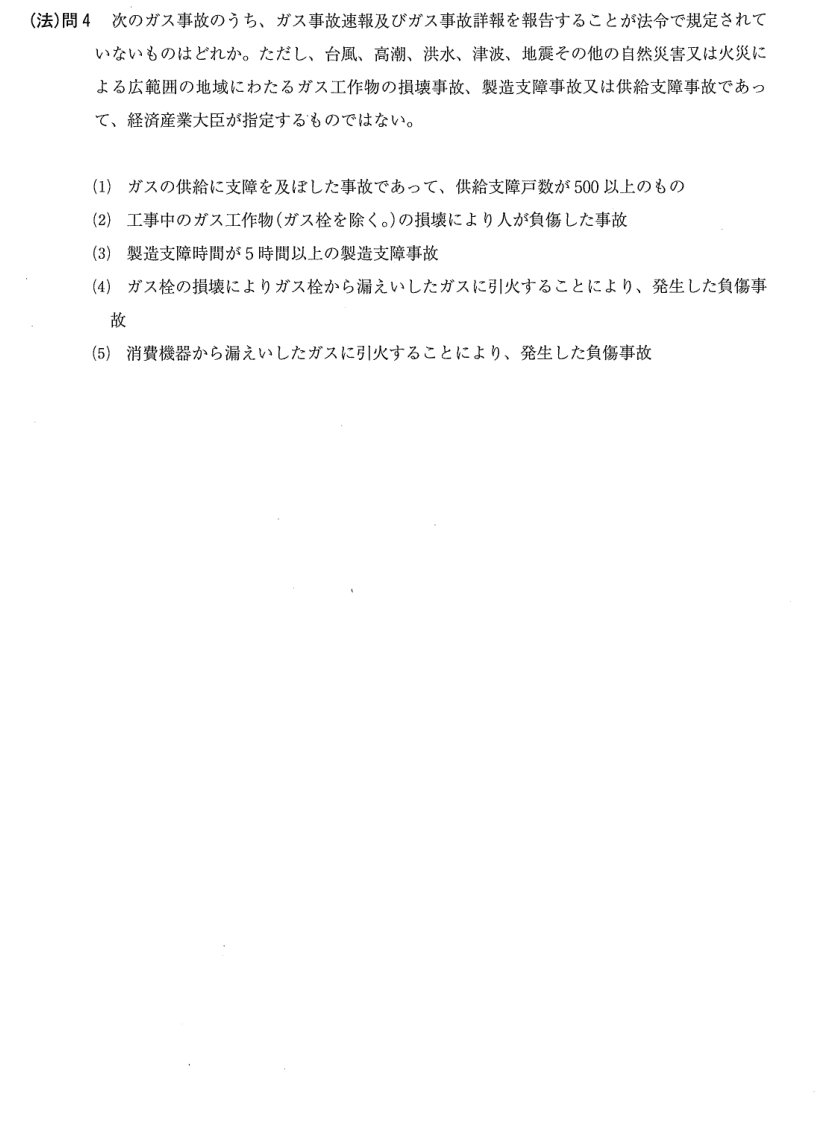 (法)問4 次のガス事故のうち、ガス事故速報及びガス事故詳報を報告することが法令で規定されて
いないものはどれか。ただし、台風、高潮、洪水、津波、地震その他の自然災害又は火災に
よる広範囲の地域にわたるガス工作物の損壊事故、製造支障事故又は供給支障事故であっ
て、経済産業大臣が指定するものではない。
(1) ガスの供給に支障を及ぼした事故であって、供給支障戸数が500以上のもの
(2) 工事中のガス工作物(ガス栓を除く。)の損壊により人が負傷した事故
(3) 製造支障時間が5時間以上の製造支障事故
(4) ガス栓の損壊によりガス栓から漏えいしたガスに引火することにより、発生した負傷事
故
(5) 消費機器から漏えいしたガスに引火することにより、発生した負傷事故